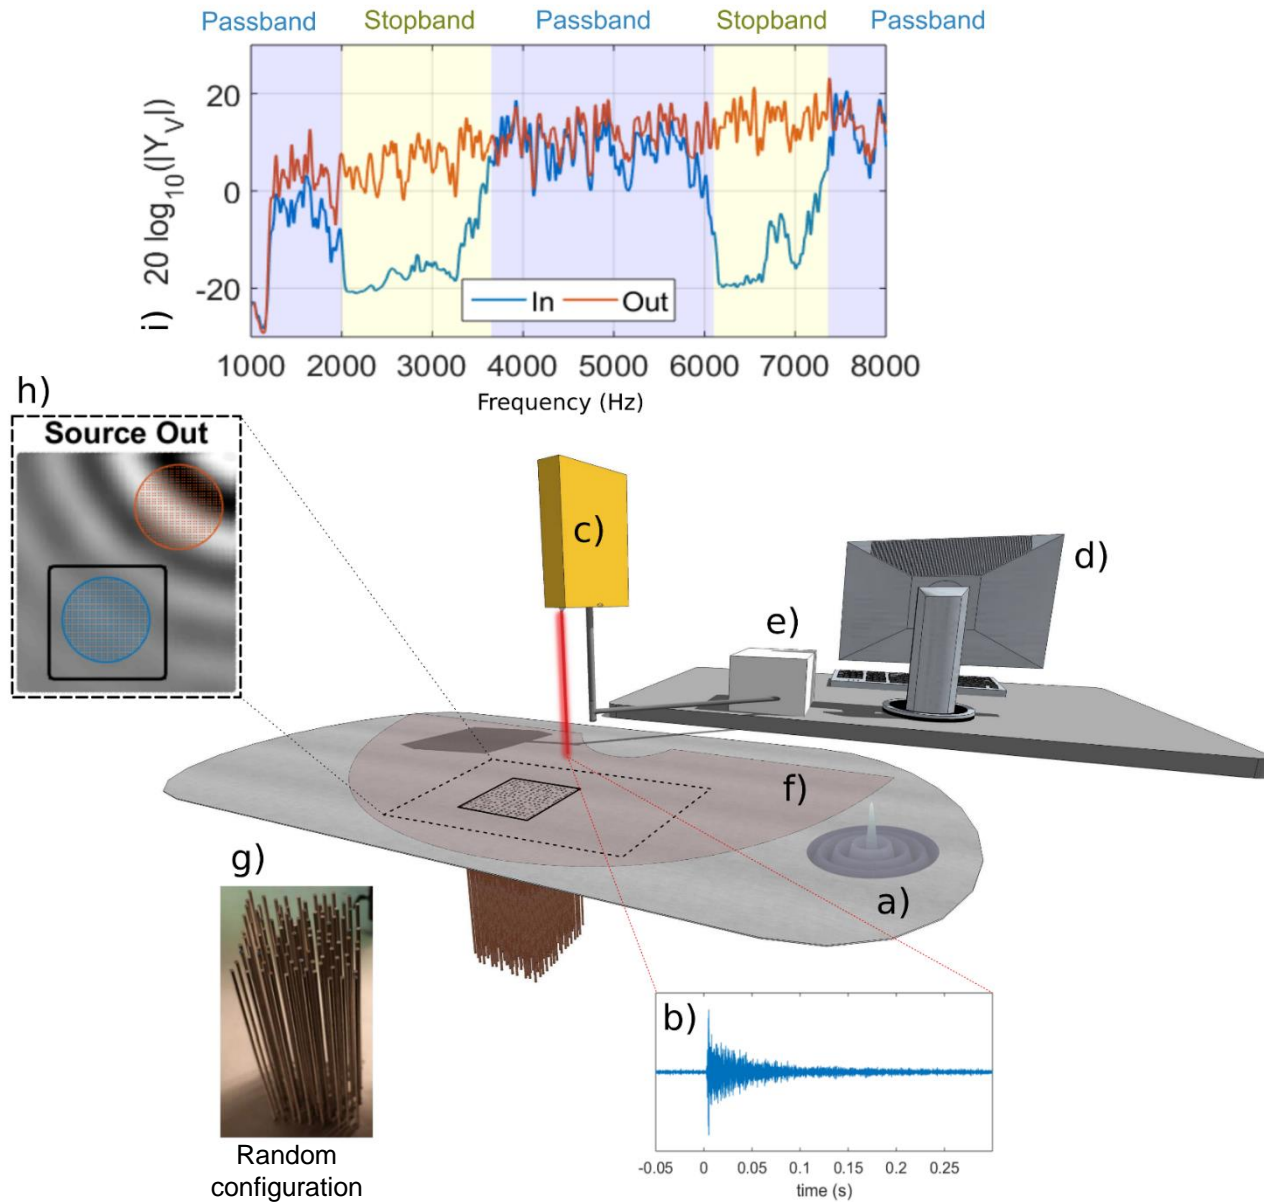 Passband Stopband Passband Stopband Passband
i) 20 log10(|Y_V|)
20
0
-20
In Out
1000 2000 3000 4000 5000 6000 7000 8000
Frequency (Hz)
h)
Source Out
c)
d)
e)
f)
g)
a)
b)
Random
configuration
-0.05 0 0.05 0.1 0.15 0.2 0.25
time (s)